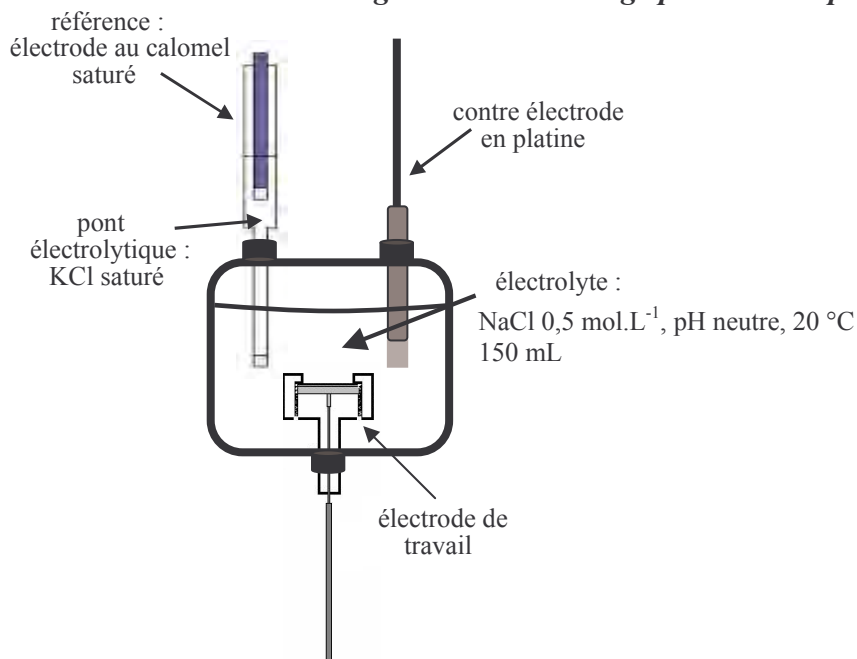 référence :
électrode au calomel
saturé
contre électrode
en platine
pont
électrolytique :
KCl saturé
électrolyte :
NaCl 0,5 mol.L⁻¹, pH neutre, 20 °C
150 mL
électrode de
travail